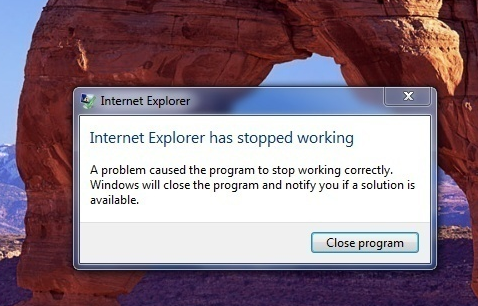 Internet Explorer
Internet Explorer has stopped working
A problem caused the program to stop working correctly.
Windows will close the program and notify you if a solution is
available.
Close program